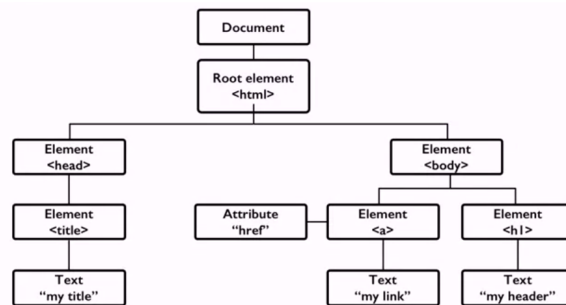 Document
Root element
<html>
Element
<head>
Element
<body>
Element
<title>
Attribute
“href”
Element
<a>
Element
<h1>
Text
“my title”
Text
“my link”
Text
“my header”